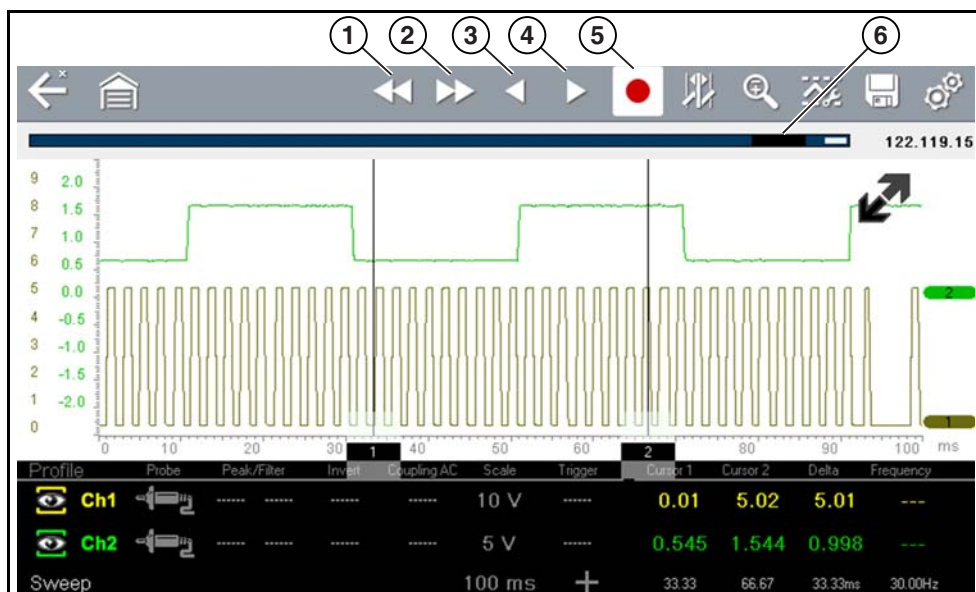 1 2 3 4 5 6
122.119.15
9 2.0
8 1.5
7 1.0
6 0.5
5 0.0 2
4 -0.5
3 -1.0
2 -1.5
1 -2.0 1
0
0 10 20 30 40 50 60 80 90 100 ms
1 2
Profile Probe Peak/Filter Invert Coupling AC Scale Trigger Cursor 1 Cursor 2 Delta Frequency
Ch1 ------ ------ ------ ------ 10 V ------ 0.01 5.02 5.01 ---
Ch2 ------ ------ ------ ------ 5 V ------ 0.545 1.544 0.998 ---
Sweep 100 ms + 33.33 66.67 33.33ms 30.00Hz